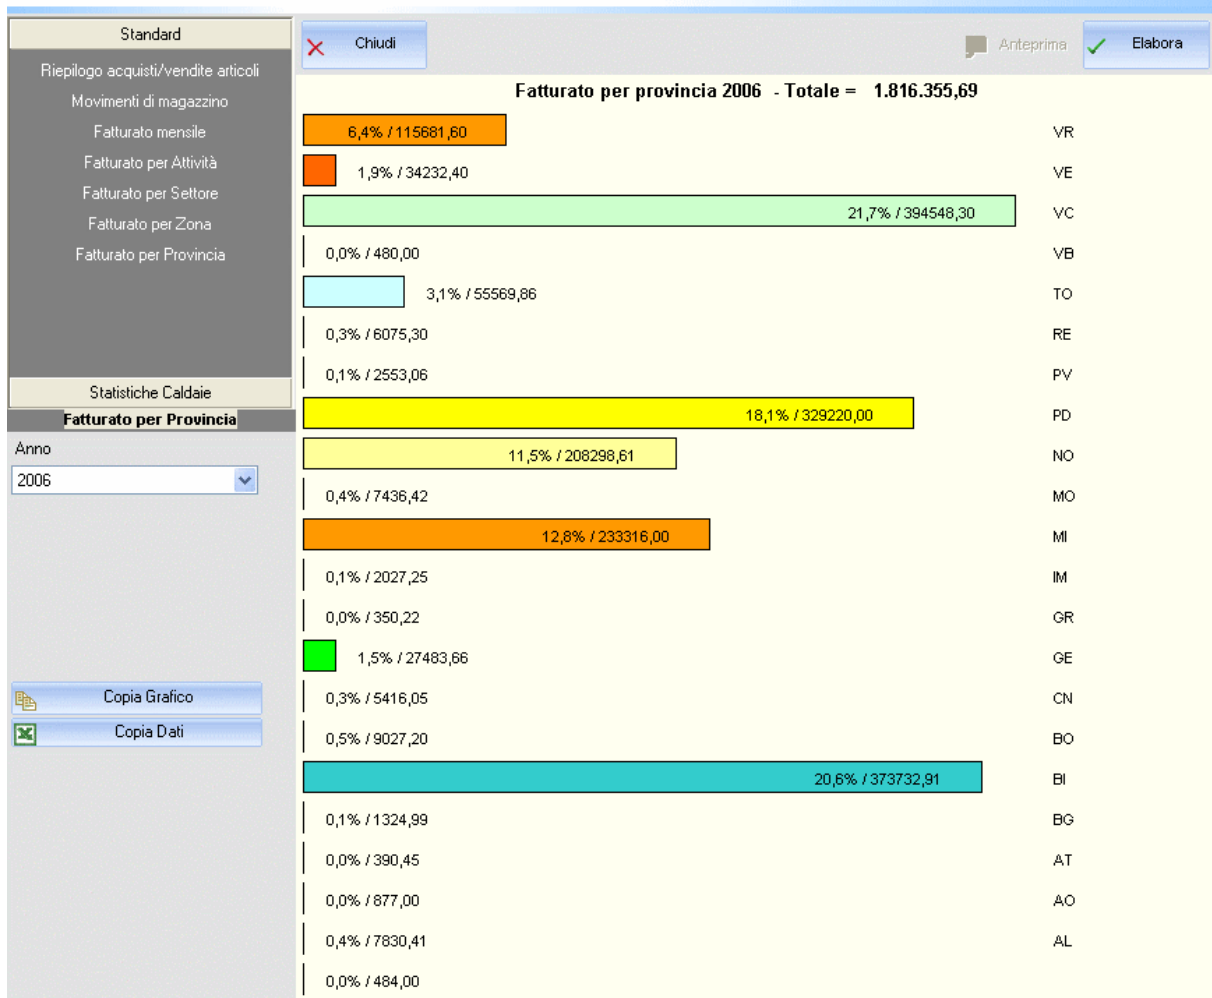 Standard
Riepilogo acquisti/vendite articoli
Movimenti di magazzino
Fatturato mensile
Fatturato per Attività
Fatturato per Settore
Fatturato per Zona
Fatturato per Provincia
Statistiche Caldaie
Fatturato per Provincia
Anno
2006
Copia Grafico
Copia Dati
Chiudi
Anteprima
Elabora
Fatturato per provincia 2006 - Totale = 1.816.355,69
6,4% / 115681,60 VR
1,9% / 34232,40 VE
21,7% / 394548,30 VC
0,0% / 480,00 VB
3,1% / 55569,86 TO
0,3% / 6075,30 RE
0,1% / 2553,06 PV
18,1% / 329220,00 PD
11,5% / 208298,61 NO
0,4% / 7436,42 MO
12,8% / 233316,00 MI
0,1% / 2027,25 IM
0,0% / 350,22 GR
1,5% / 27483,66 GE
0,3% / 5416,05 CN
0,5% / 9027,20 BO
20,6% / 373732,91 BI
0,1% / 1324,99 BG
0,0% / 390,45 AT
0,0% / 877,00 AO
0,4% / 7830,41 AL
0,0% / 484,00